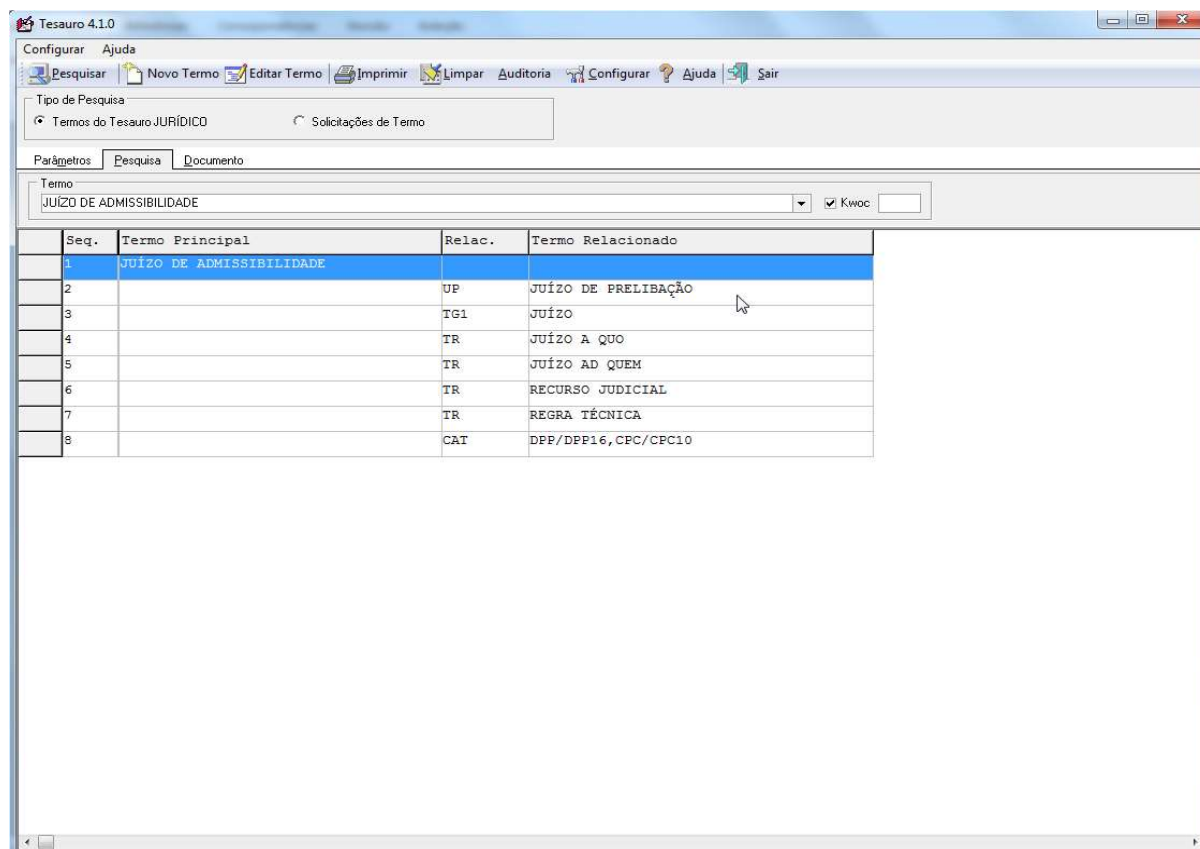 Tesauro 4.1.0
Configurar Ajuda
Pesquisar Novo Termo Editar Termo Imprimir Limpar Auditoria Configurar Ajuda Sair
Tipo de Pesquisa
Termos do Tesauro JURÍDICO Solicitações de Termo
Parâmetros Pesquisa Documento
Termo
JUÍZO DE ADMISSIBILIDADE Kwoc
Seq. Termo Principal Relac. Termo Relacionado
1 JUÍZO DE ADMISSIBILIDADE
2 UP JUÍZO DE PRELIBAÇÃO
3 TG1 JUÍZO
4 TR JUÍZO A QUO
5 TR JUÍZO AD QUEM
6 TR RECURSO JUDICIAL
7 TR REGRA TÉCNICA
8 CAT DPP/DPP16,CPC/CPC10